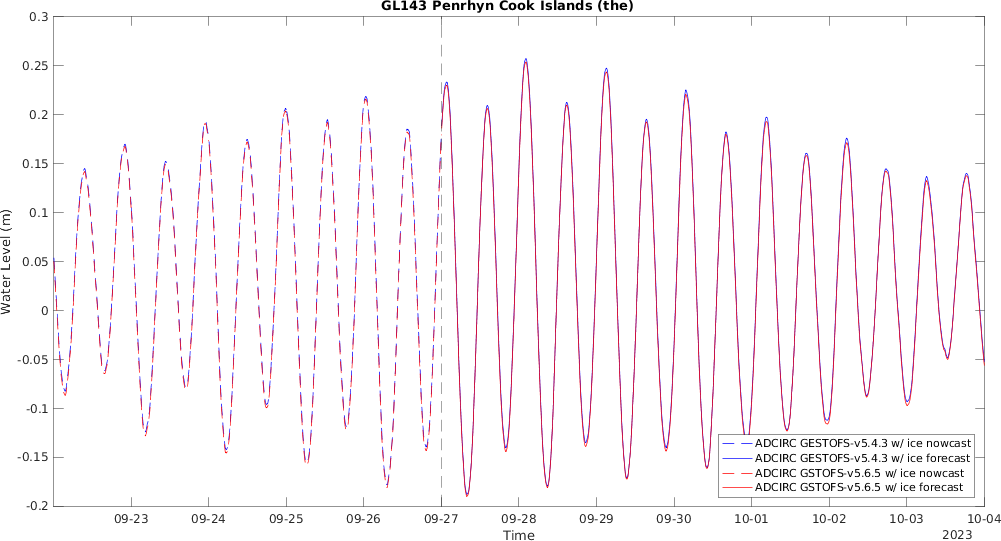 GL143 Penrhyn Cook Islands (the)
0.3
0.25
0.2
0.15
0.1
0.05
0
-0.05
-0.1
-0.15
-0.2
Water Level (m)
ADCIRC GESTOFS-v5.4.3 w/ ice nowcast
ADCIRC GESTOFS-v5.4.3 w/ ice forecast
ADCIRC GSTOFS-v5.6.5 w/ ice nowcast
ADCIRC GSTOFS-v5.6.5 w/ ice forecast
09-23 09-24 09-25 09-26 09-27 09-28 09-29 09-30 10-01 10-02 10-03 10-04
Time
2023